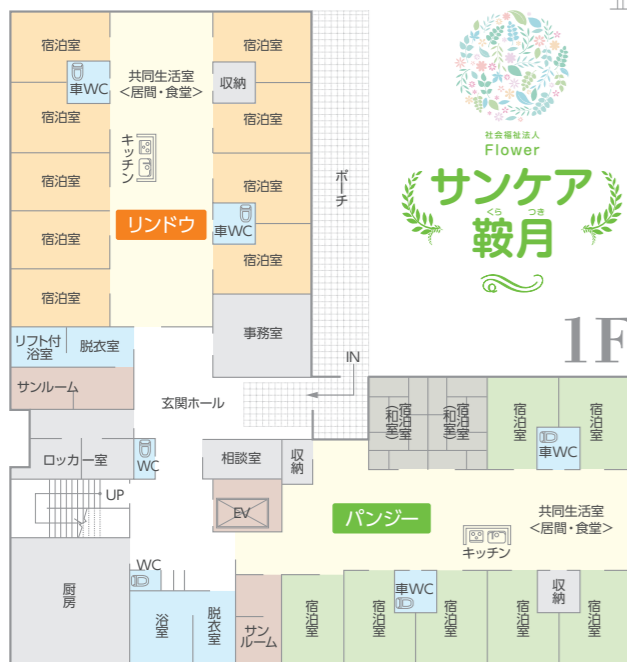 宿泊室
宿泊室
共同生活室
<居間・食堂>
車WC
収納
宿泊室
宿泊室
キッチン
宿泊室
宿泊室
ポーチ
リンドウ
車WC
宿泊室
宿泊室
宿泊室
事務室
リフト付
浴室
脱衣室
サンルーム
玄関ホール
IN
社会福祉法人
Flower
サンケア
くら つき
鞍月
1F
宿泊室
(和室)
宿泊室
(和室)
宿泊室
宿泊室
車WC
ロッカー室
WC
相談室
収納
UP
EV
パンジー
共同生活室
<居間・食堂>
キッチン
WC
厨房
浴室
脱衣室
サン
ルーム
宿泊室
宿泊室
車WC
宿泊室
宿泊室
収納
宿泊室